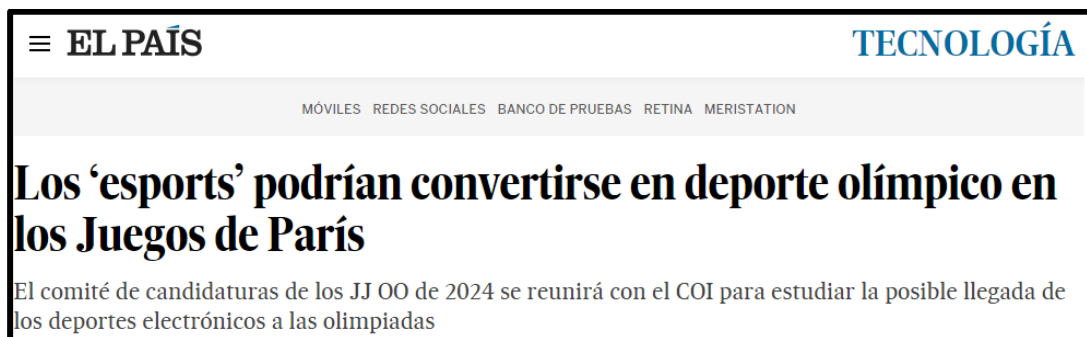 EL PAÍS TECNOLOGÍA
MÓVILES REDES SOCIALES BANCO DE PRUEBAS RETINA MERISTATION
Los ‘esports’ podrían convertirse en deporte olímpico en
los Juegos de París
El comité de candidaturas de los JJ OO de 2024 se reunirá con el COI para estudiar la posible llegada de
los deportes electrónicos a las olimpiadas